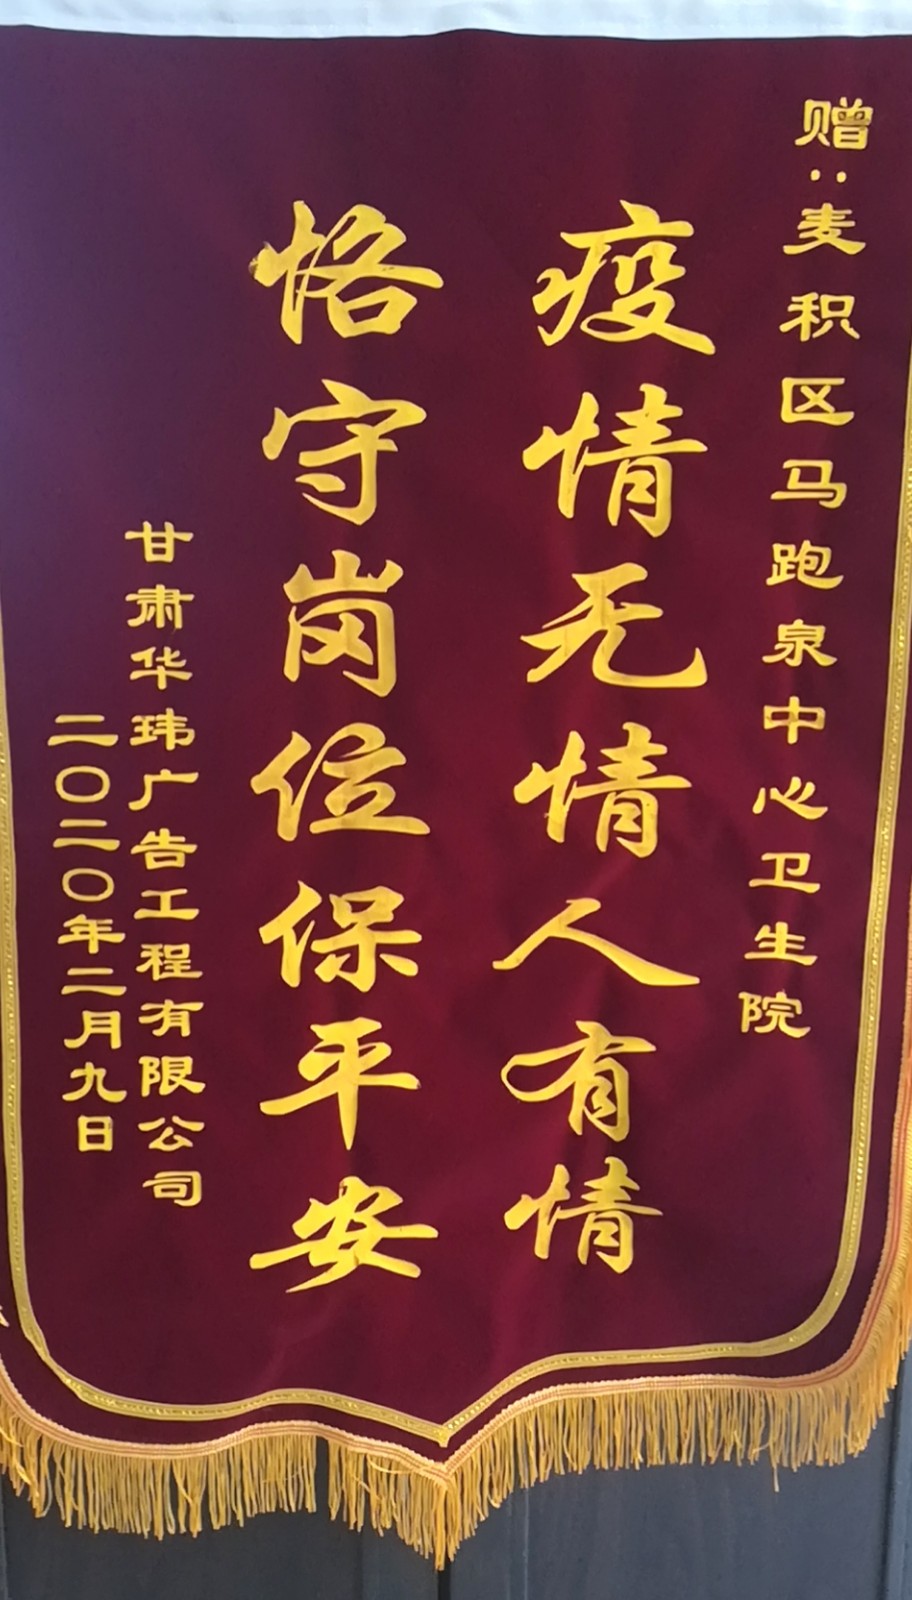 赠:麦积区马跑泉中心卫生院
疫情无情人有情
恪守岗位保平安
甘肃华玮广告工程有限公司
二〇二〇年二月九日